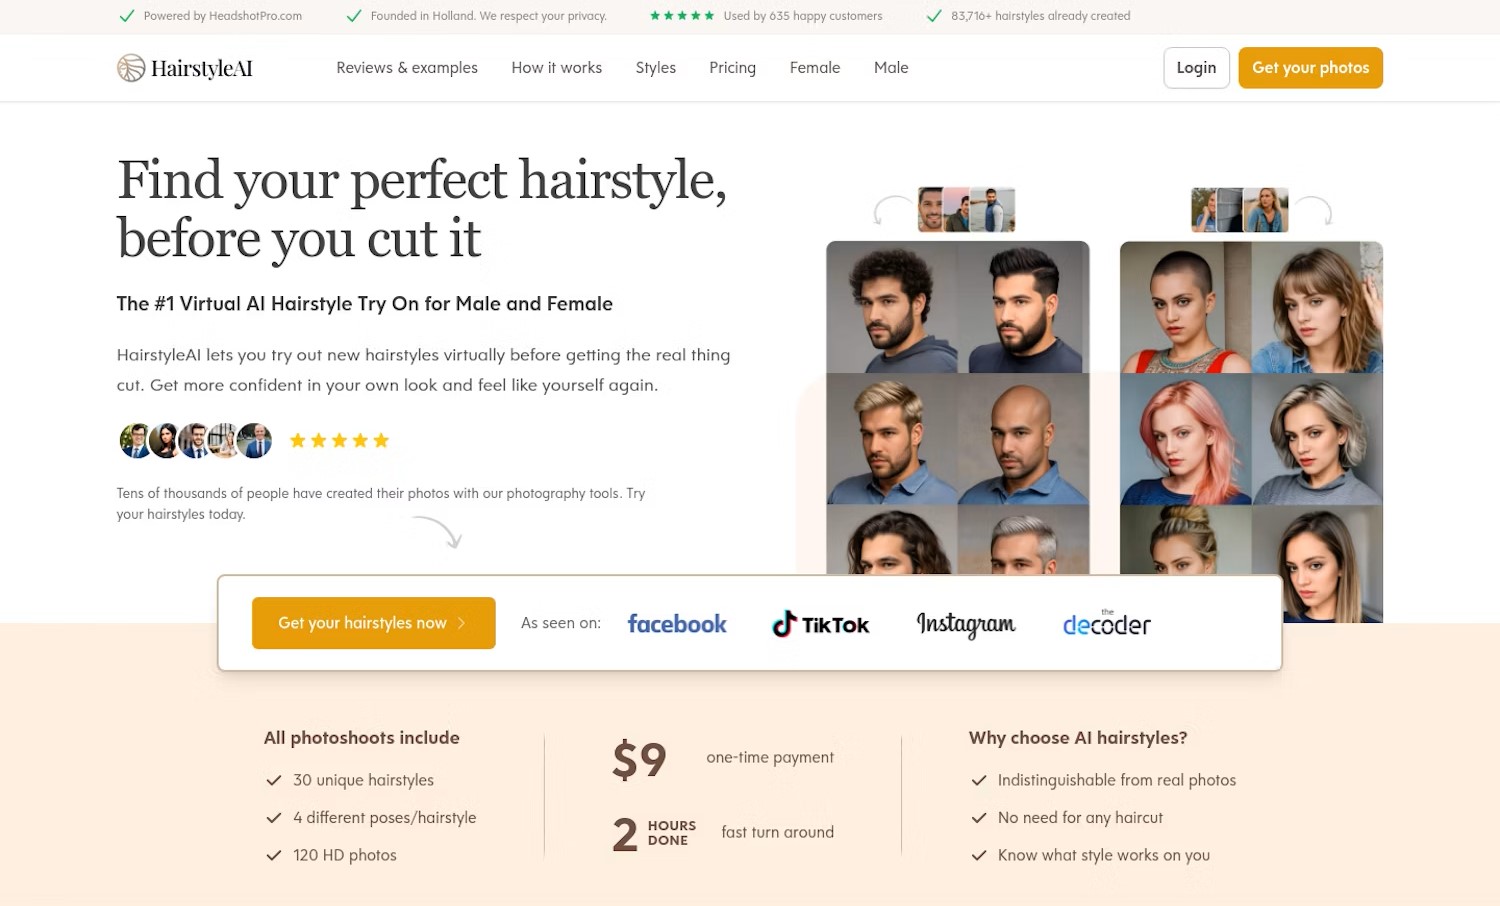 Powered by HeadshotPro.com
Founded in Holland. We respect your privacy.
Used by 635 happy customers
83,716+ hairstyles already created
HairstyleAI
Reviews & examples
How it works
Styles
Pricing
Female
Male
Login
Get your photos
Find your perfect hairstyle,
before you cut it
The #1 Virtual AI Hairstyle Try On for Male and Female
HairstyleAI lets you try out new hairstyles virtually before getting the real thing
cut. Get more confident in your own look and feel like yourself again.
Tens of thousands of people have created their photos with our photography tools. Try
your hairstyles today.
Get your hairstyles now
As seen on:
facebook
TikTok
Instagram
the
decoder
All photoshoots include
30 unique hairstyles
4 different poses/hairstyle
120 HD photos
$9 one-time payment
2 HOURS
DONE
fast turn around
Why choose AI hairstyles?
Indistinguishable from real photos
No need for any haircut
Know what style works on you